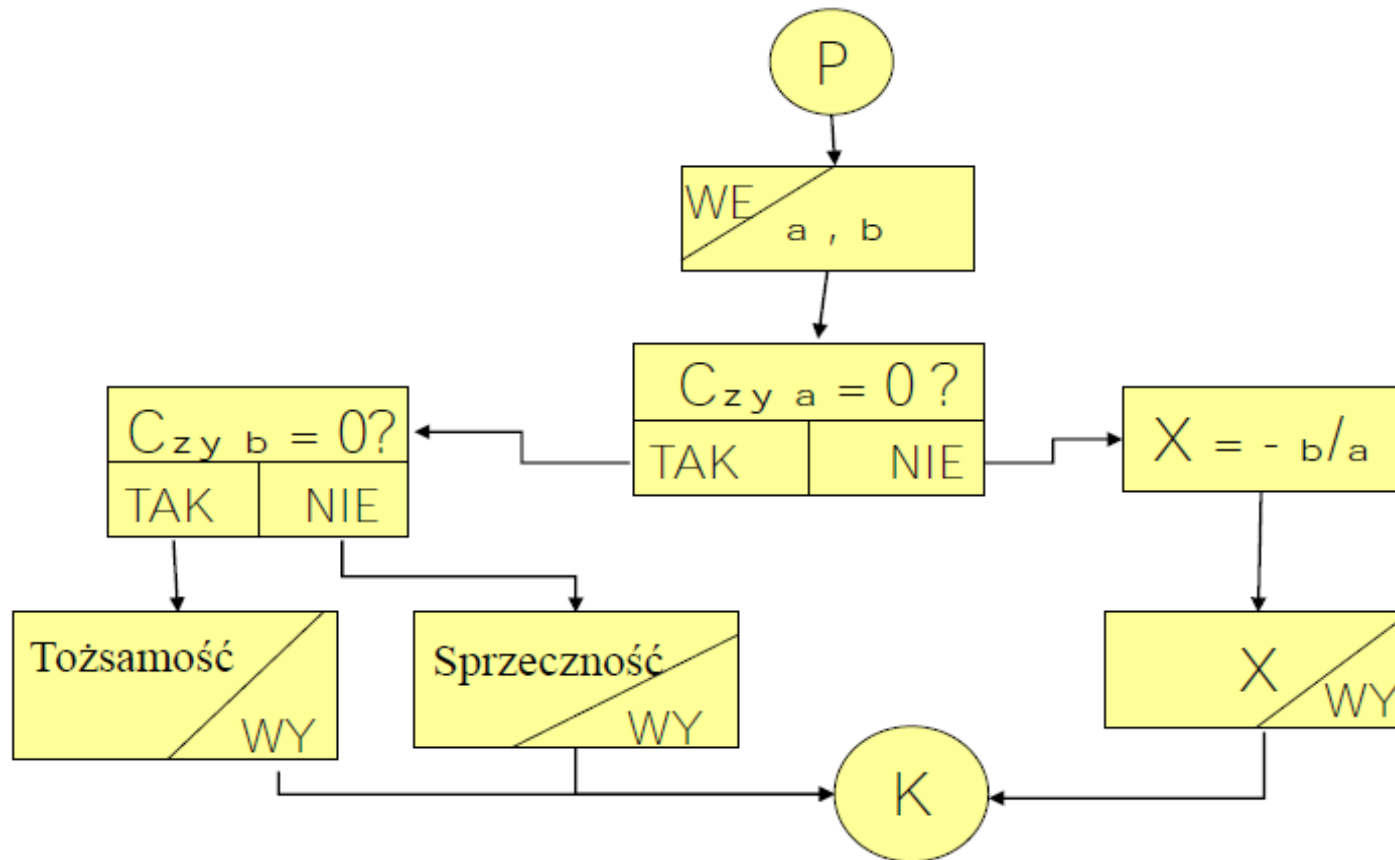 P
WE
a , b
Czy a = 0 ?
TAK NIE
Czy b = 0?
TAK NIE
X = - b/a
Tożsamość
WY
Sprzeczność
WY
X
WY
K